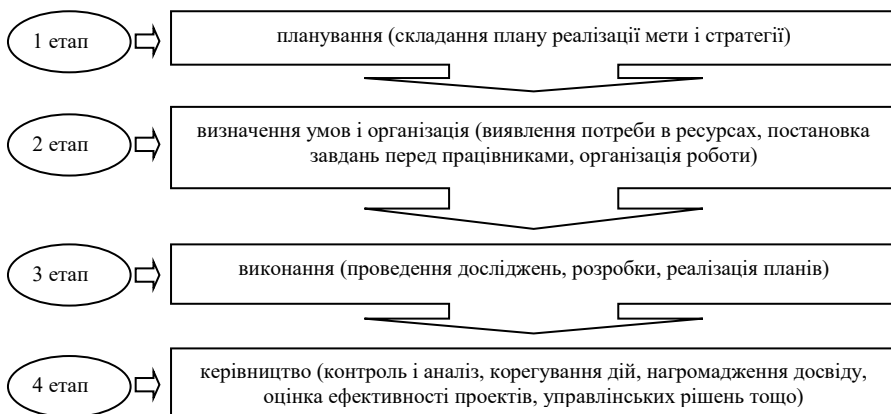 1 етап
планування (складання плану реалізації мети і стратегії)
2 етап
визначення умов і організація (виявлення потреби в ресурсах, постановка
завдань перед працівниками, організація роботи)
3 етап
виконання (проведення досліджень, розробки, реалізація планів)
4 етап
керівництво (контроль і аналіз, корегування дій, нагромадження досвіду,
оцінка ефективності проектів, управлінських рішень тощо)